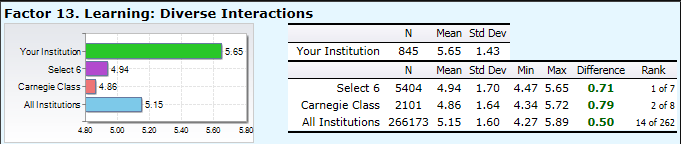 Factor 13. Learning: Diverse Interactions
Your Institution 5.65
Select 6 4.94
Carnegie Class 4.86
All Institutions 5.15
4.80 5.00 5.20 5.40 5.60 5.80
N Mean Std Dev
Your Institution 845 5.65 1.43
N Mean Std Dev Min Max Difference Rank
Select 6 5404 4.94 1.70 4.47 5.65 0.71 1 of 7
Carnegie Class 2101 4.86 1.64 4.34 5.72 0.79 2 of 8
All Institutions 266173 5.15 1.60 4.27 5.89 0.50 14 of 262